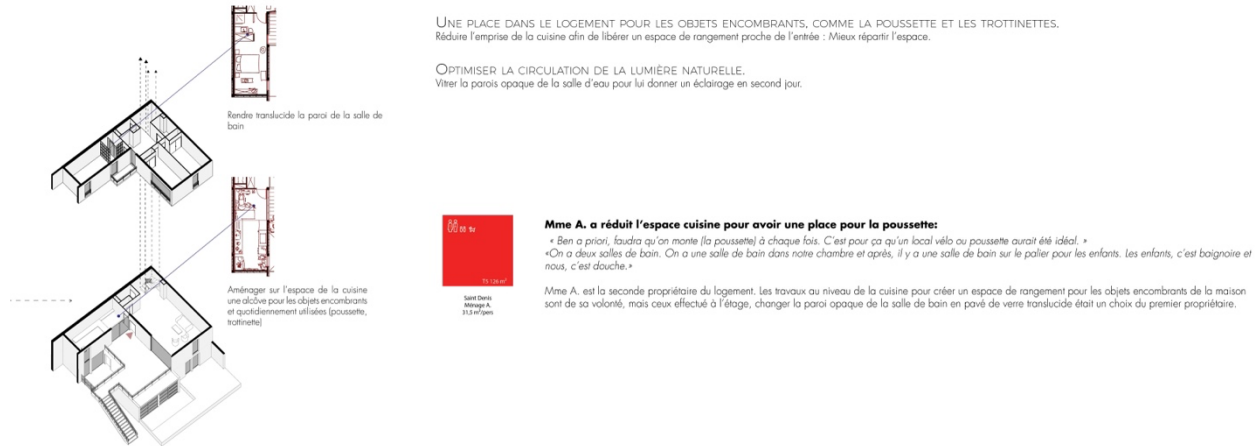 UNE PLACE DANS LE LOGEMENT POUR LES OBJETS ENCOMBRANTS, COMME LA POUSSETTE ET LES TROTTINETTES.
Réduire l'emprise de la cuisine afin de libérer un espace de rangement proche de l'entrée : Mieux répartir l'espace.
OPTIMISER LA CIRCULATION DE LA LUMIÈRE NATURELLE.
Vitrer la parois opaque de la salle d'eau pour lui donner un éclairage en second jour.
Rendre translucide la paroi de la salle de
bain
Aménager sur l'espace de la cuisine
une alcôve pour les objets encombrants
et quotidiennement utilisées (poussette,
trottinette)
T5 126 m²
Saint Denis
Ménage A.
31,5 m²/pers
Mme A. a réduit l'espace cuisine pour avoir une place pour la poussette:
« Ben a priori, faudra qu'on monte (la poussette) à chaque fois. C'est pour ça qu'un local vélo ou poussette aurait été idéal. »
«On a deux salles de bain. On a une salle de bain dans notre chambre et après, il y a une salle de bain sur le palier pour les enfants. Les enfants, c'est baignoire et
nous, c'est douche.»
Mme A. est la seconde propriétaire du logement. Les travaux au niveau de la cuisine pour créer un espace de rangement pour les objets encombrants de la maison
sont de sa volonté, mais ceux effectué à l'étage, changer la paroi opaque de la salle de bain en pavé de verre translucide était un choix du premier propriétaire.